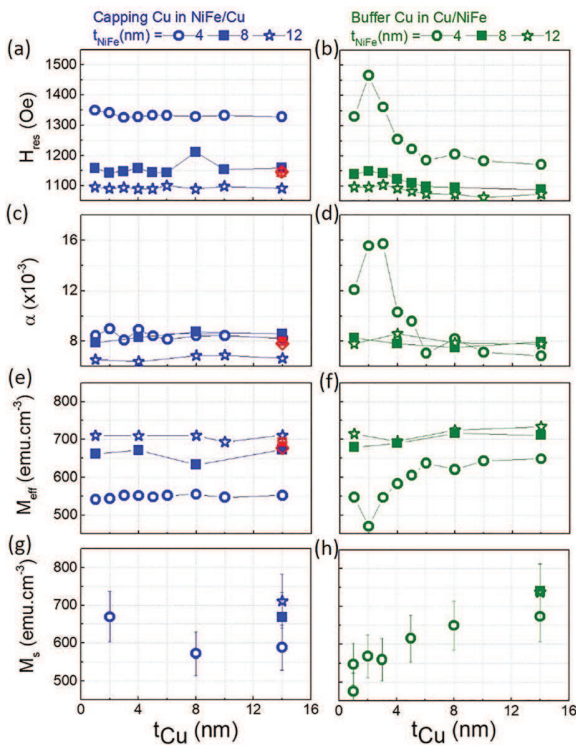 Capping Cu in NiFe/Cu
t_NiFe(nm) = 4 8 12
Buffer Cu in Cu/NiFe
t_NiFe(nm) = 4 8 12
(a)
H_res (Oe)
1500
1400
1300
1200
1100
(b)
(c)
α (x10⁻³)
16
12
8
(d)
(e)
M_eff (emu.cm⁻³)
800
700
600
500
(f)
(g)
M_s (emu.cm⁻³)
700
600
500
(h)
0 4 8 12 16
t_Cu (nm)
0 4 8 12 16
t_Cu (nm)